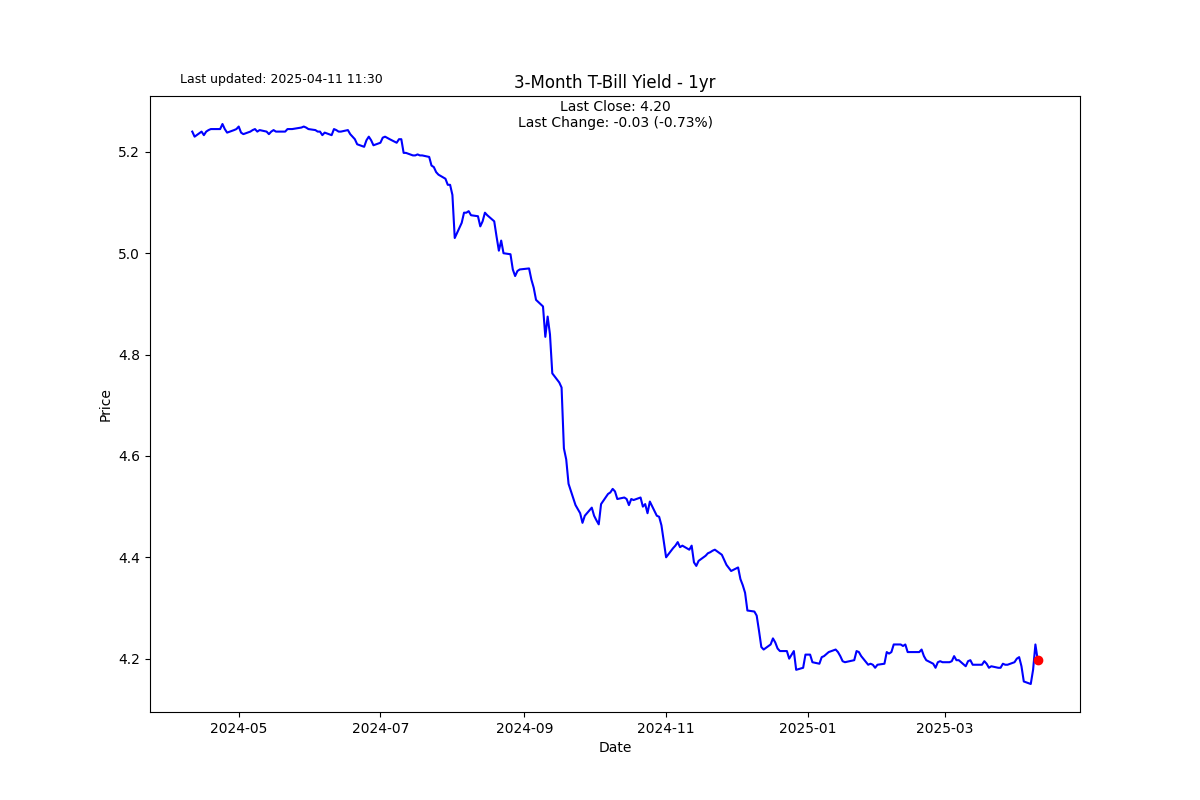 Last updated: 2025-04-11 11:30
3-Month T-Bill Yield - 1yr
Last Close: 4.20
Last Change: -0.03 (-0.73%)
5.2
5.0
4.8
4.6
4.4
4.2
Price
2024-05
2024-07
2024-09
2024-11
2025-01
2025-03
Date